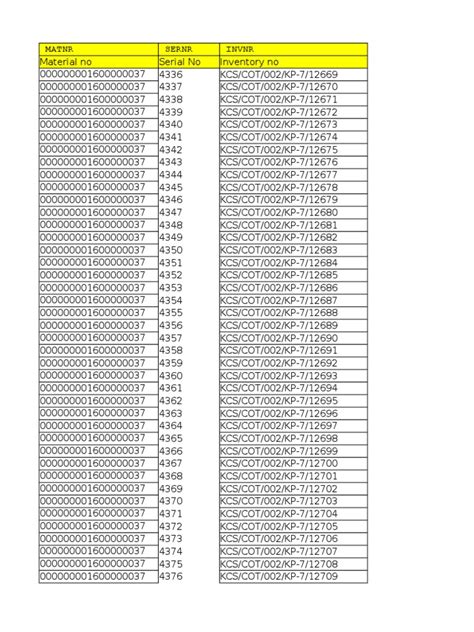 MATNR SERNR INVNR
Material no Serial No Inventory no
000000001600000037 4336 KCS/COT/002/KP-7/12669
000000001600000037 4337 KCS/COT/002/KP-7/12670
000000001600000037 4338 KCS/COT/002/KP-7/12671
000000001600000037 4339 KCS/COT/002/KP-7/12672
000000001600000037 4340 KCS/COT/002/KP-7/12673
000000001600000037 4341 KCS/COT/002/KP-7/12674
000000001600000037 4342 KCS/COT/002/KP-7/12675
000000001600000037 4343 KCS/COT/002/KP-7/12676
000000001600000037 4344 KCS/COT/002/KP-7/12677
000000001600000037 4345 KCS/COT/002/KP-7/12678
000000001600000037 4346 KCS/COT/002/KP-7/12679
000000001600000037 4347 KCS/COT/002/KP-7/12680
000000001600000037 4348 KCS/COT/002/KP-7/12681
000000001600000037 4349 KCS/COT/002/KP-7/12682
000000001600000037 4350 KCS/COT/002/KP-7/12683
000000001600000037 4351 KCS/COT/002/KP-7/12684
000000001600000037 4352 KCS/COT/002/KP-7/12685
000000001600000037 4353 KCS/COT/002/KP-7/12686
000000001600000037 4354 KCS/COT/002/KP-7/12687
000000001600000037 4355 KCS/COT/002/KP-7/12688
000000001600000037 4356 KCS/COT/002/KP-7/12689
000000001600000037 4357 KCS/COT/002/KP-7/12690
000000001600000037 4358 KCS/COT/002/KP-7/12691
000000001600000037 4359 KCS/COT/002/KP-7/12692
000000001600000037 4360 KCS/COT/002/KP-7/12693
000000001600000037 4361 KCS/COT/002/KP-7/12694
000000001600000037 4362 KCS/COT/002/KP-7/12695
000000001600000037 4363 KCS/COT/002/KP-7/12696
000000001600000037 4364 KCS/COT/002/KP-7/12697
000000001600000037 4365 KCS/COT/002/KP-7/12698
000000001600000037 4366 KCS/COT/002/KP-7/12699
000000001600000037 4367 KCS/COT/002/KP-7/12700
000000001600000037 4368 KCS/COT/002/KP-7/12701
000000001600000037 4369 KCS/COT/002/KP-7/12702
000000001600000037 4370 KCS/COT/002/KP-7/12703
000000001600000037 4371 KCS/COT/002/KP-7/12704
000000001600000037 4372 KCS/COT/002/KP-7/12705
000000001600000037 4373 KCS/COT/002/KP-7/12706
000000001600000037 4374 KCS/COT/002/KP-7/12707
000000001600000037 4375 KCS/COT/002/KP-7/12708
000000001600000037 4376 KCS/COT/002/KP-7/12709